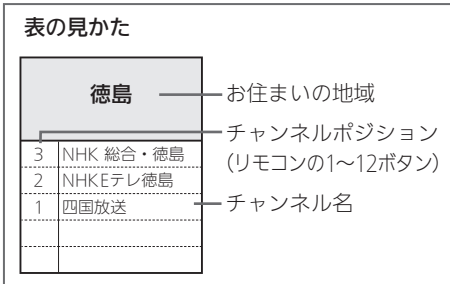 表の見かた
徳島
お住まいの地域
チャンネルポジション
(リモコンの1～12ボタン)
3 NHK 総合・徳島
2 NHKEテレ徳島
1 四国放送
チャンネル名